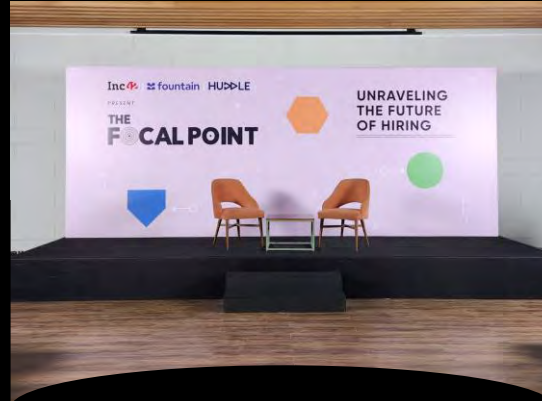 Inc42 fountain HUDDLE
PRESENT
THE
FOCAL POINT
UNRAVELING
THE FUTURE
OF HIRING